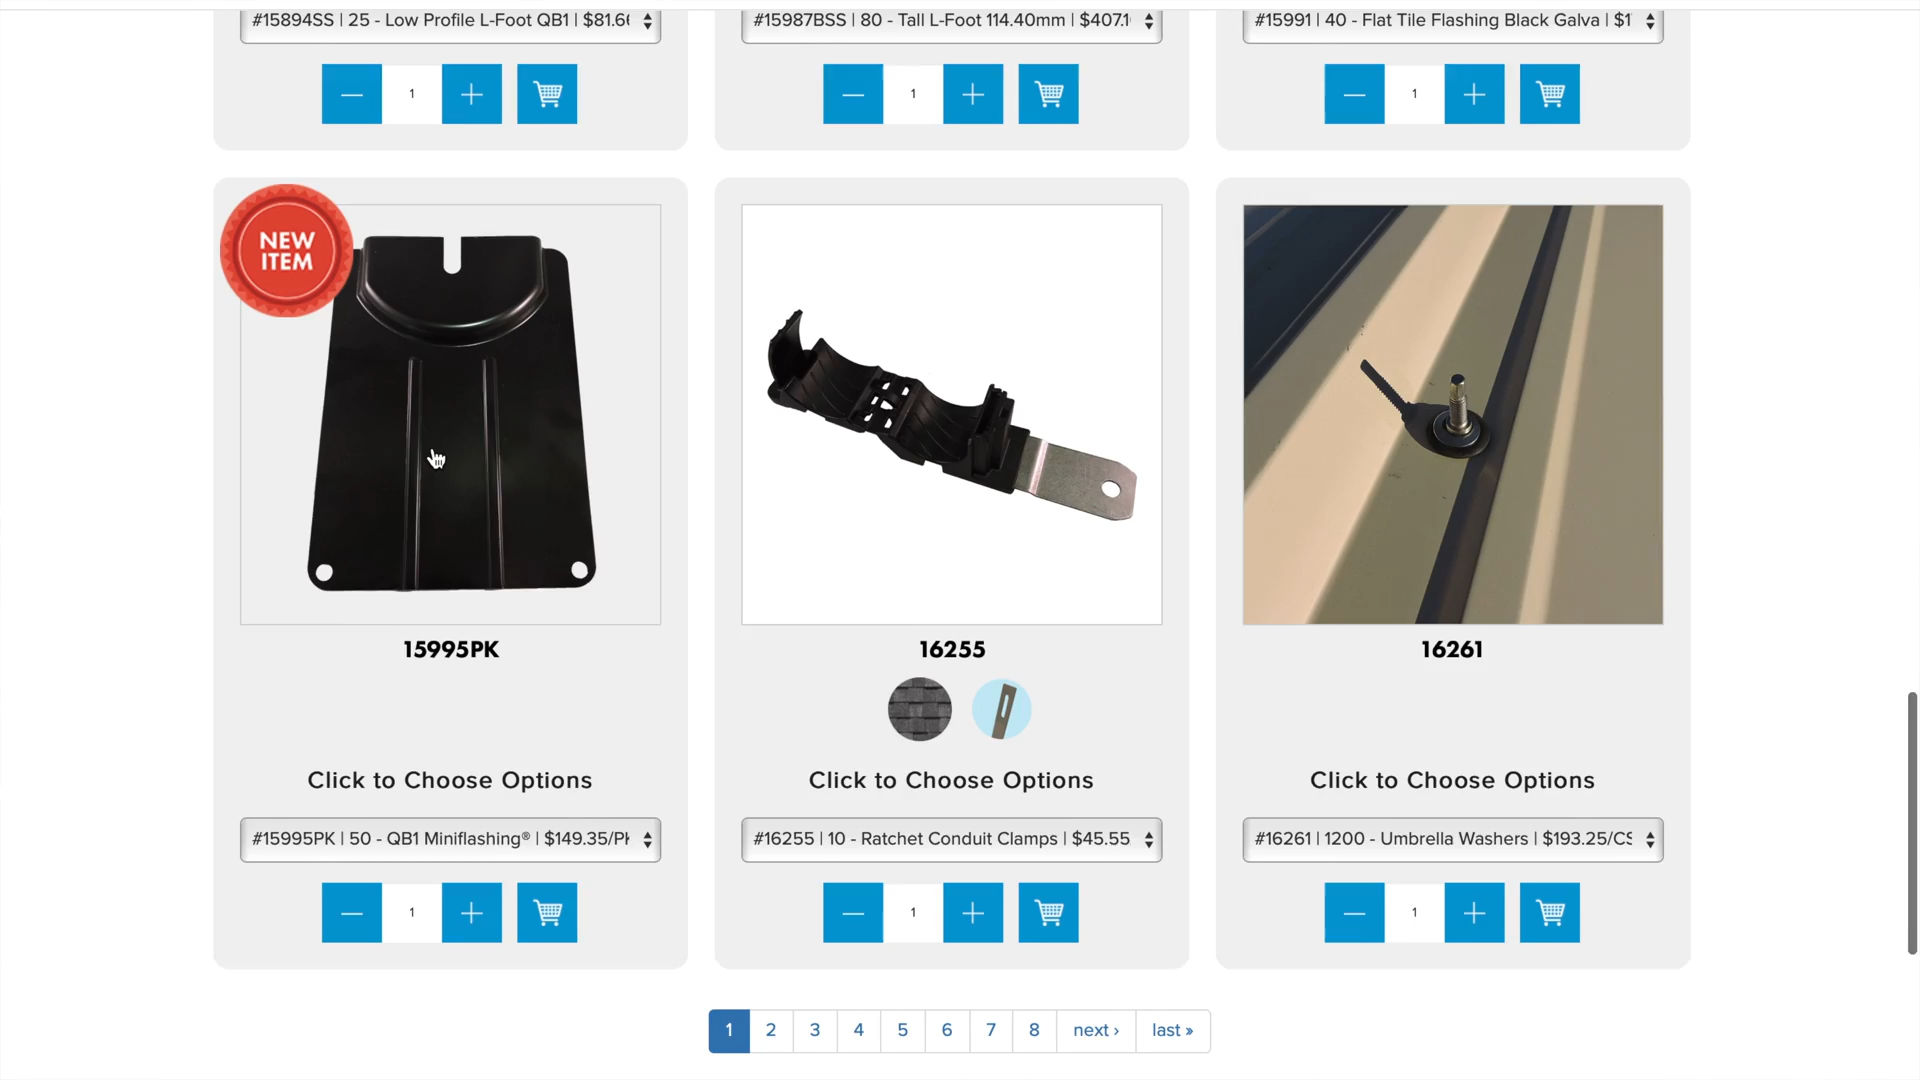 #15894SS | 25 - Low Profile L-Foot QB1 | $81.66
#15987BSS | 80 - Tall L-Foot 114.40mm | $407.1
#15991 | 40 - Flat Tile Flashing Black Galva | $1
1
1
1
NEW
ITEM
15995PK
16255
16261
Click to Choose Options
Click to Choose Options
Click to Choose Options
#15995PK | 50 - QB1 Miniflashing® | $149.35/PK
#16255 | 10 - Ratchet Conduit Clamps | $45.55
#16261 | 1200 - Umbrella Washers | $193.25/CS
1
1
1
1 2 3 4 5 6 7 8 next › last »